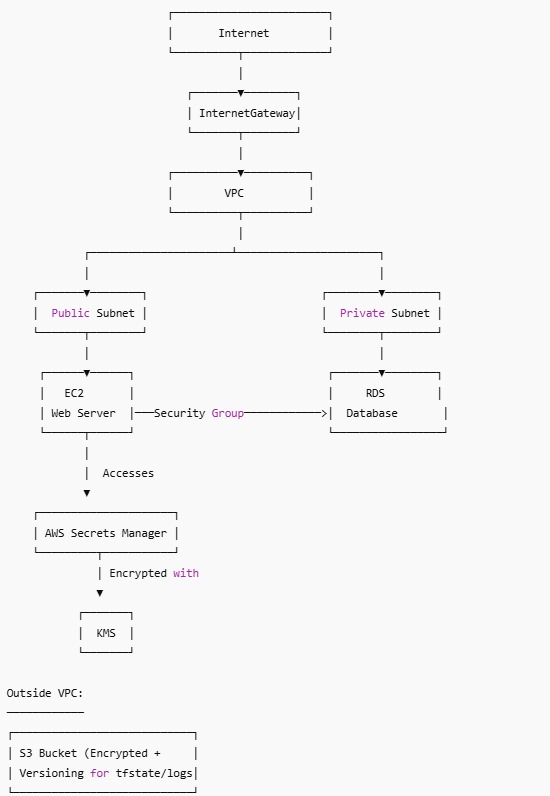 Internet
InternetGateway
VPC
Public Subnet
Private Subnet
EC2
Web Server
Security Group
RDS
Database
Accesses
AWS Secrets Manager
Encrypted with
KMS
Outside VPC:
S3 Bucket (Encrypted +
Versioning for tfstate/logs